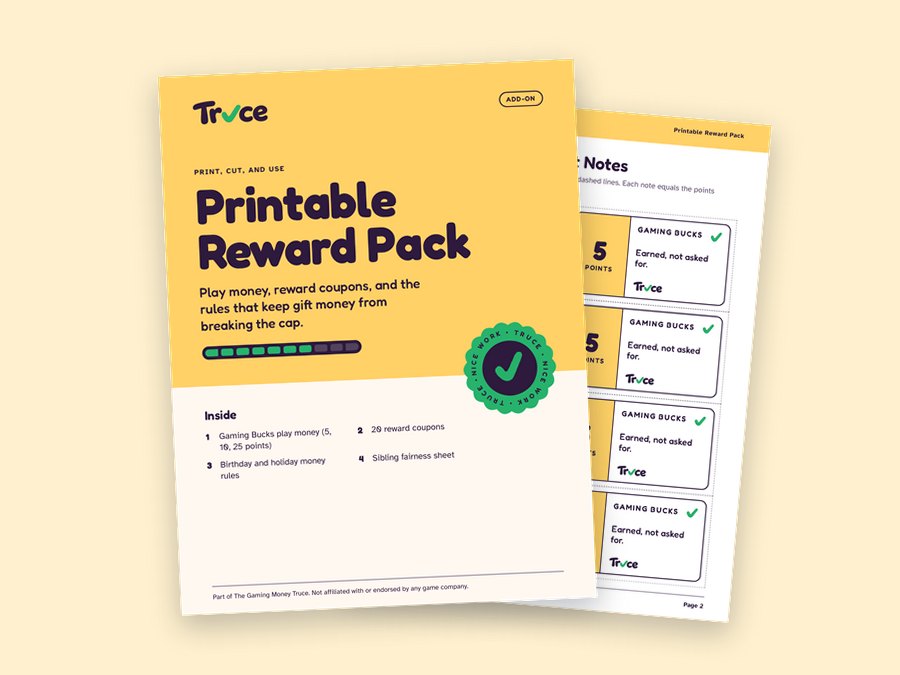 Truce
ADD-ON
PRINT, CUT, AND USE
Printable
Reward Pack
Play money, reward coupons, and the
rules that keep gift money from
breaking the cap.
NICE WORK • TRUCE • NICE WORK • TRUCE •
Inside
1 Gaming Bucks play money (5,
10, 25 points)
2 20 reward coupons
3 Birthday and holiday money
rules
4 Sibling fairness sheet
Part of The Gaming Money Truce. Not affiliated with or endorsed by any game company.
Printable Reward Pack
Notes
dashed lines. Each note equals the points
5
POINTS
GAMING BUCKS
Earned, not asked
for.
Truce
5
GAMING BUCKS
Earned, not asked
for.
Truce
GAMING BUCKS
Earned, not asked
for.
Truce
GAMING BUCKS
Earned, not asked
for.
Truce
Page 2